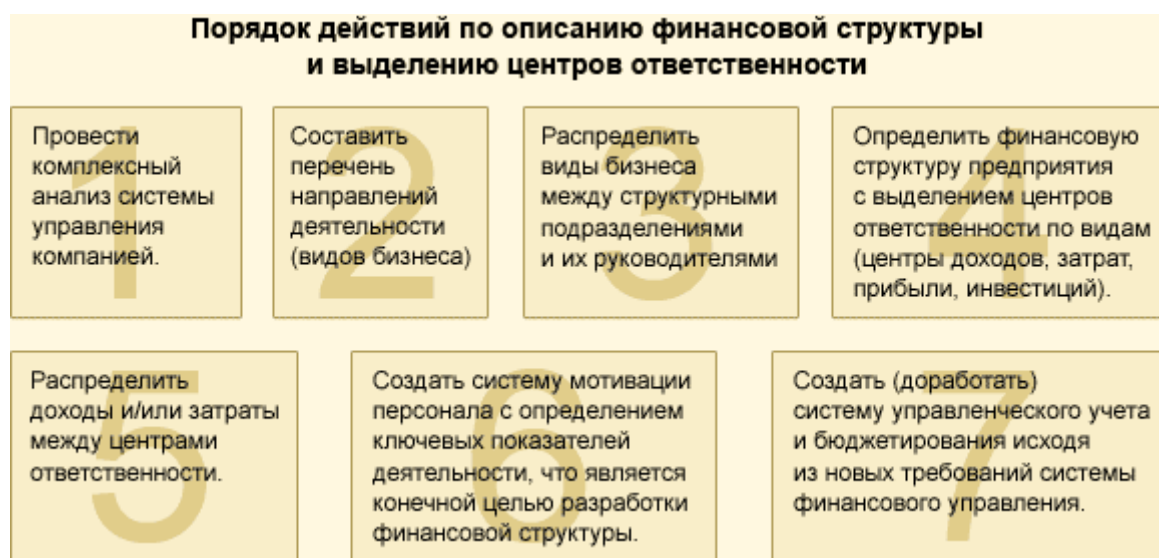 Порядок действий по описанию финансовой структуры
и выделению центров ответственности
1
Провести
комплексный
анализ системы
управления
компанией.
2
Составить
перечень
направлений
деятельности
(видов бизнеса)
3
Распределить
виды бизнеса
между структурными
подразделениями
и их руководителями
4
Определить финансовую
структуру предприятия
с выделением центров
ответственности по видам
(центры доходов, затрат,
прибыли, инвестиций).
5
Распределить
доходы и/или затраты
между центрами
ответственности.
6
Создать систему мотивации
персонала с определением
ключевых показателей
деятельности, что является
конечной целью разработки
финансовой структуры.
7
Создать (доработать)
систему управленческого учета
и бюджетирования исходя
из новых требований системы
финансового управления.